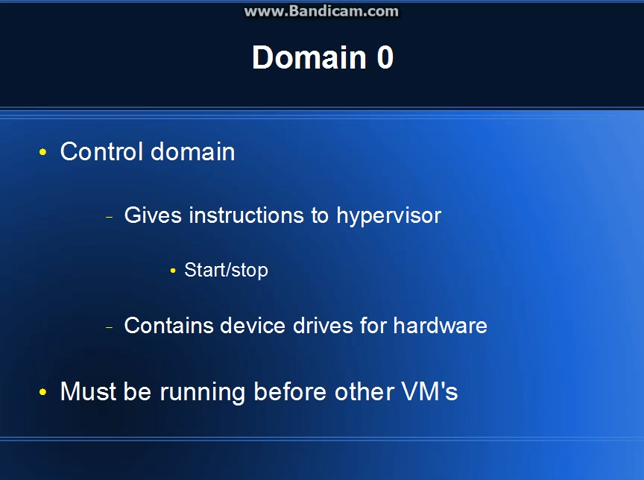 www.Bandicam.com
Domain 0
• Control domain
– Gives instructions to hypervisor
• Start/stop
– Contains device drives for hardware
• Must be running before other VM's